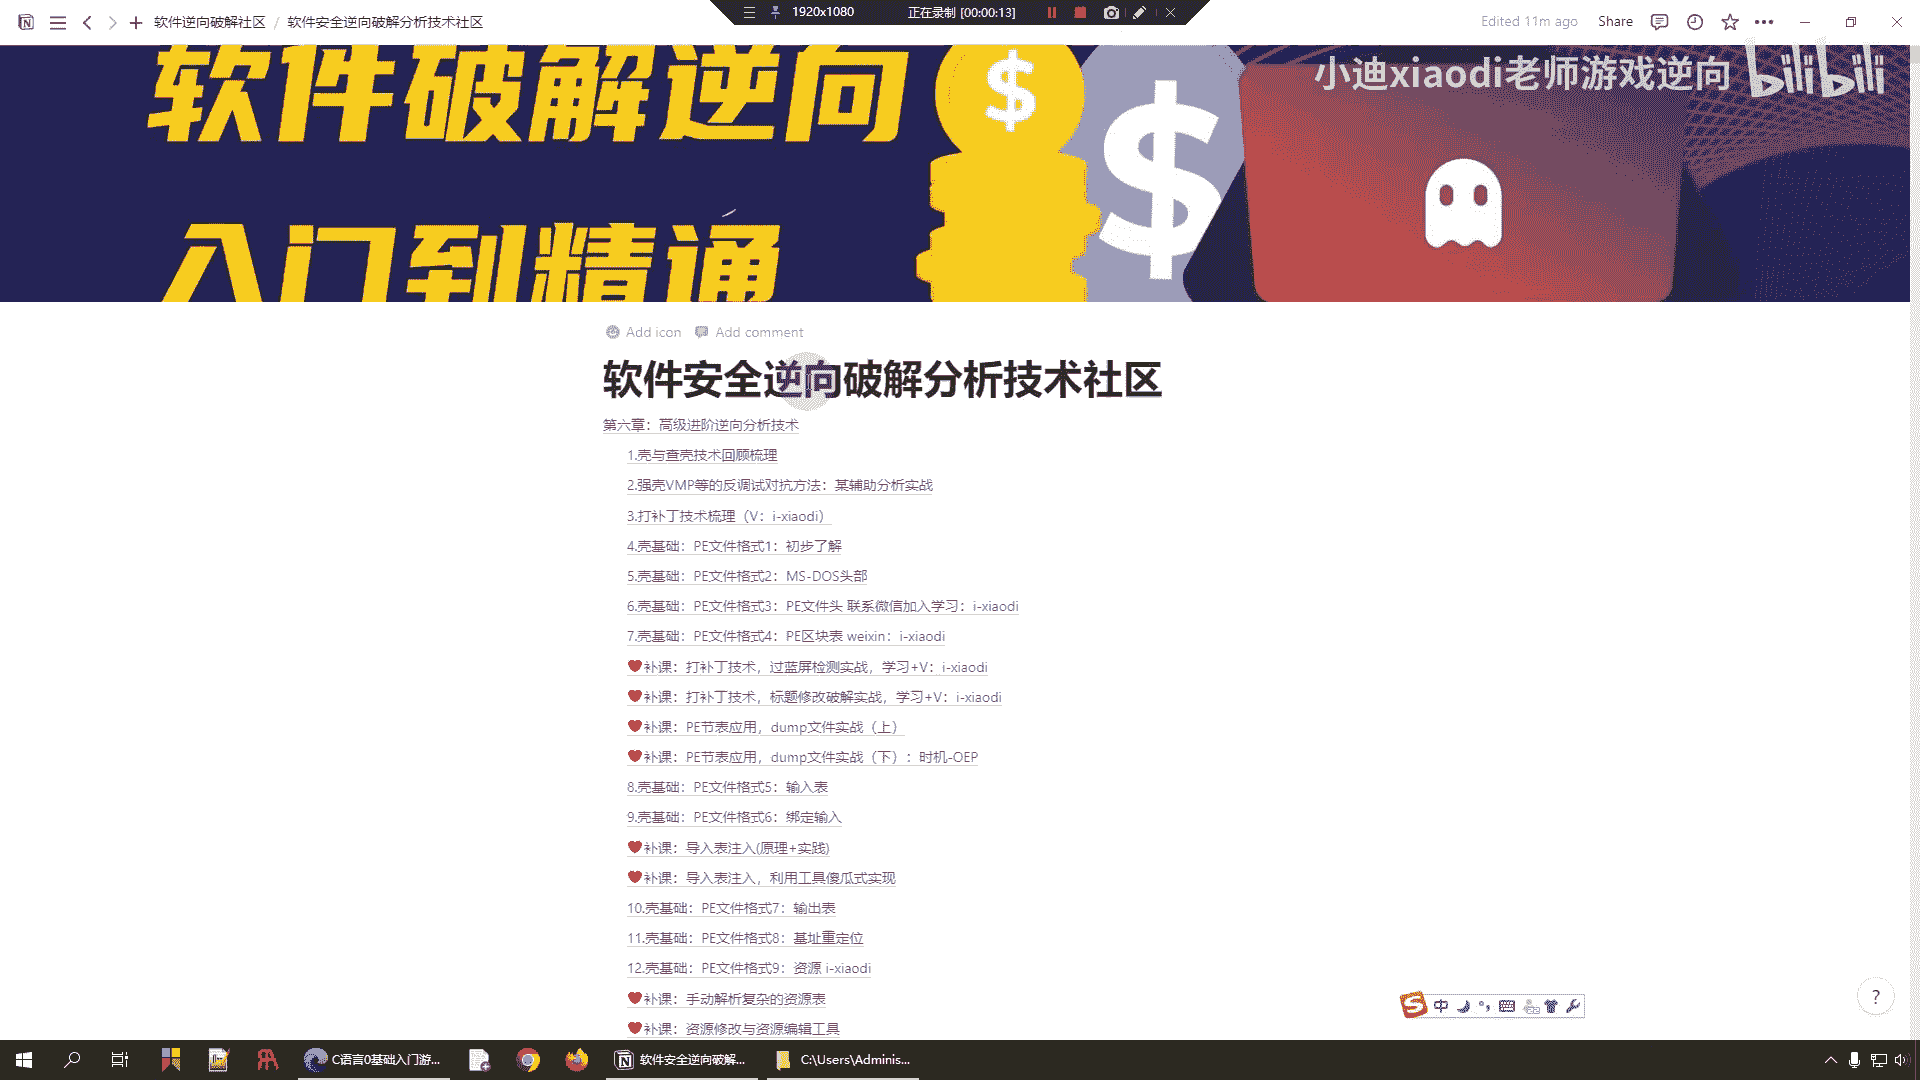 软件逆向破解社区 / 软件安全逆向破解分析技术社区
1920x1080 正在录制 [00:00:13]
Edited 11m ago Share
软件破解逆向
入门到精通
小迪xiaodi老师游戏逆向 bilibili
Add icon Add comment
软件安全逆向破解分析技术社区
第六章：高级进阶逆向分析技术
1.壳与查壳技术回顾梳理
2.强壳VMP等的反调试对抗方法：某辅助分析实战
3.打补丁技术梳理（V：i-xiaodi）
4.壳基础：PE文件格式1：初步了解
5.壳基础：PE文件格式2：MS-DOS头部
6.壳基础：PE文件格式3：PE文件头 联系微信加入学习：i-xiaodi
7.壳基础：PE文件格式4：PE区块表 weixin：i-xiaodi
❤补课：打补丁技术，过蓝屏检测实战，学习+V：i-xiaodi
❤补课：打补丁技术，标题修改破解实战，学习+V：i-xiaodi
❤补课：PE节表应用，dump文件实战（上）
❤补课：PE节表应用，dump文件实战（下）：时机-OEP
8.壳基础：PE文件格式5：输入表
9.壳基础：PE文件格式6：绑定输入
❤补课：导入表注入(原理+实践)
❤补课：导入表注入，利用工具傻瓜式实现
10.壳基础：PE文件格式7：输出表
11.壳基础：PE文件格式8：基址重定位
12.壳基础：PE文件格式9：资源 i-xiaodi
❤补课：手动解析复杂的资源表
❤补课：资源修改与资源编辑工具
中
?
C语言0基础入门游... 软件安全逆向破解... C:\Users\Adminis...